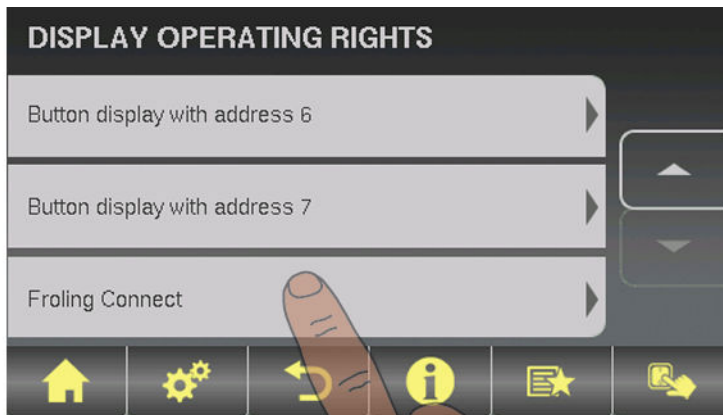 DISPLAY OPERATING RIGHTS
Button display with address 6
Button display with address 7
Froling Connect